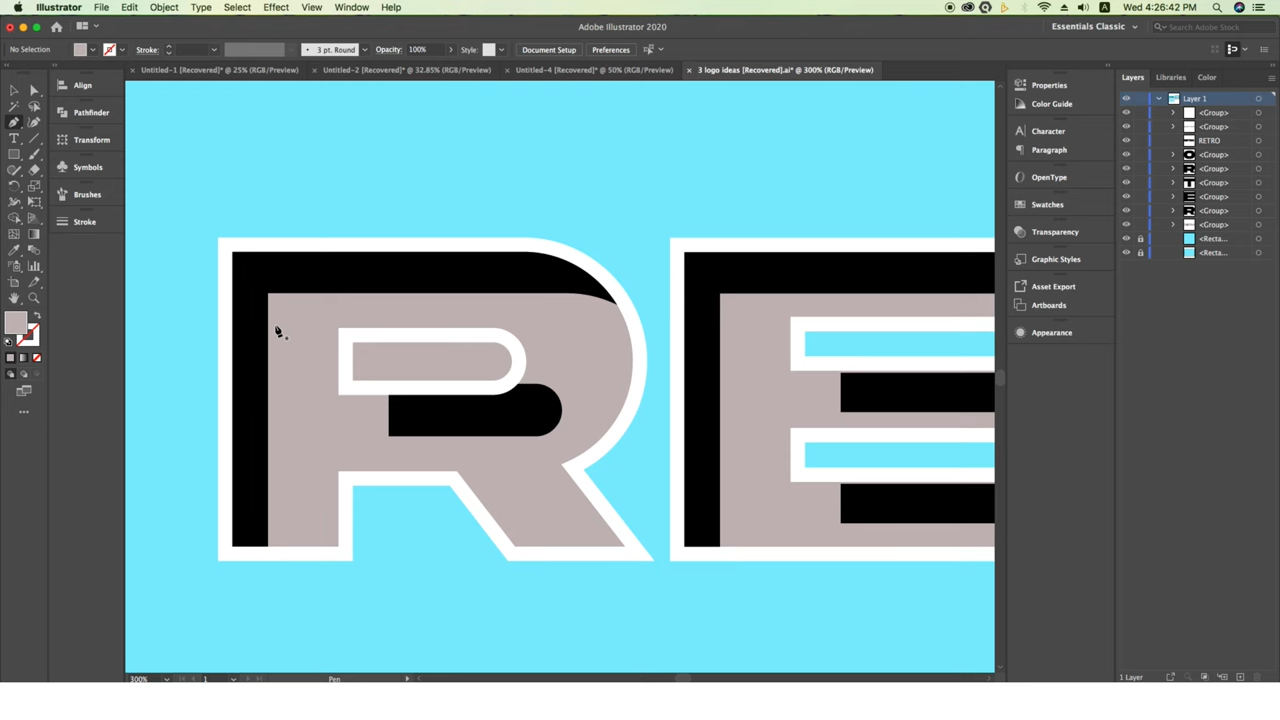 Illustrator File Edit Object Type Select Effect View Window Help
A
Wed 4:26:42 PM
Adobe Illustrator 2020
Essentials Classic
Search Adobe Stock
No Selection
Stroke:
3 pt. Round
Opacity: 100%
Style:
Document Setup
Preferences
× Untitled-1 [Recovered]* @ 25% (RGB/Preview)
× Untitled-2 [Recovered]* @ 32.85% (RGB/Preview)
× Untitled-4 [Recovered]* @ 50% (RGB/Preview)
× 3 logo ideas [Recovered].ai* @ 300% (RGB/Preview)
Align
Pathfinder
Transform
Symbols
Brushes
Stroke
RE
Properties
Color Guide
Character
Paragraph
OpenType
Swatches
Transparency
Graphic Styles
Asset Export
Artboards
Appearance
Layers Libraries Color
Layer 1
<Group>
<Group>
RETRO
<Group>
<Group>
<Group>
<Group>
<Group>
<Group>
<Recta...
<Recta...
300%
1
Pen
1 Layer